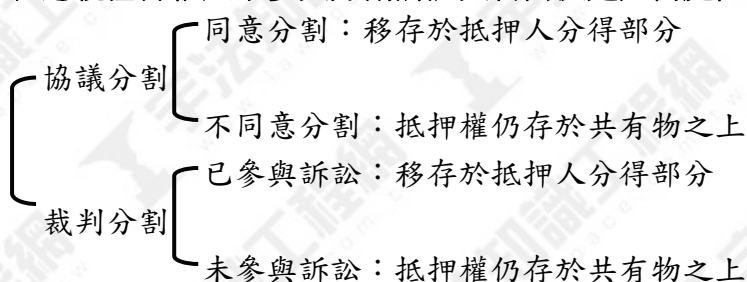 同意分割：移存於抵押人分得部分
協議分割
不同意分割：抵押權仍存於共有物之上
已參與訴訟：移存於抵押人分得部分
裁判分割
未參與訴訟：抵押權仍存於共有物之上